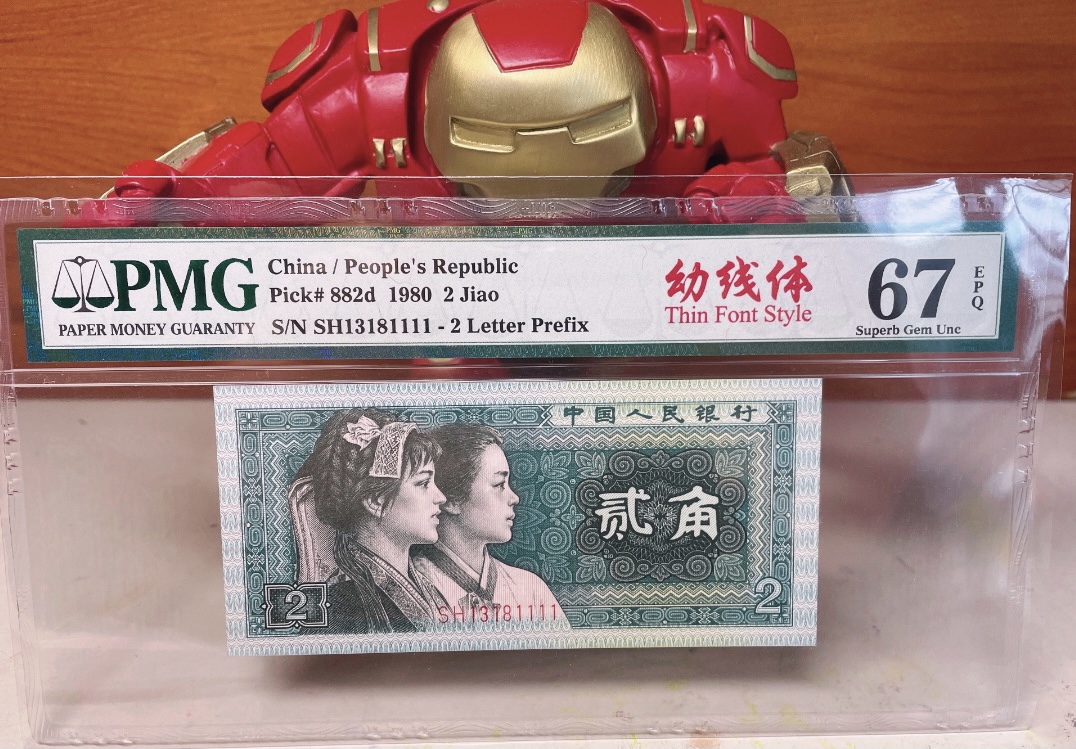 PMG
PAPER MONEY GUARANTY
China / People's Republic
Pick# 882d 1980 2 Jiao
S/N SH13181111 - 2 Letter Prefix
幼线体
Thin Font Style
67
EPQ
Superb Gem Unc
中国人民银行
贰角
2
SH13181111
2